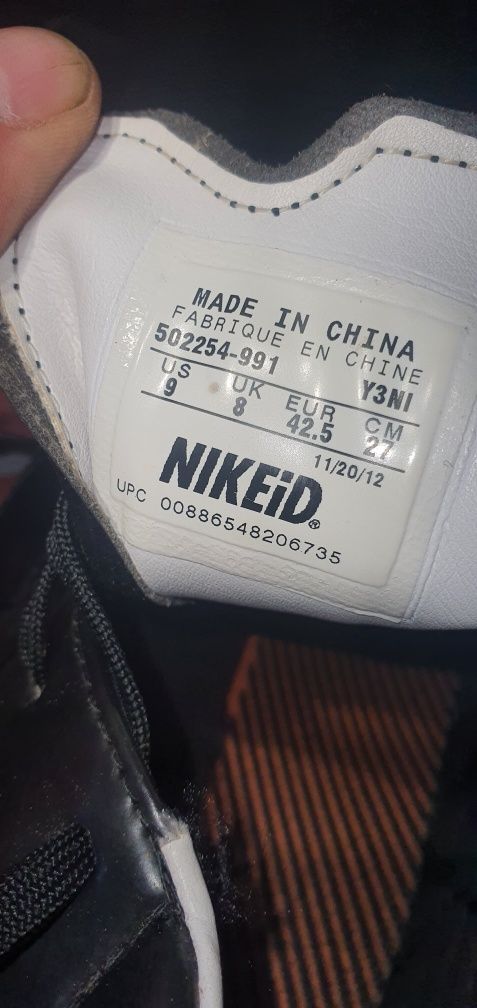 MADE IN CHINA
FABRIQUE EN CHINE
502254-991 Y3NI
US UK EUR CM
9 8 42.5 27
11/20/12
NIKEiD®
UPC 00886548206735